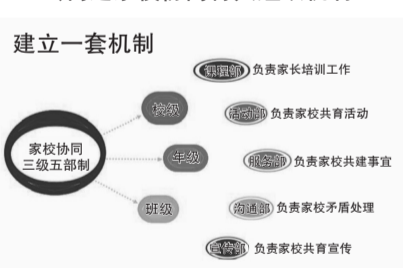 建立一套机制
课程部 负责家长培训工作
校级
活动部 负责家校共育活动
家校协同
三级五部制
年级
服务部 负责家校共建事宜
班级
沟通部 负责家校矛盾处理
宣传部 负责家校共育宣传